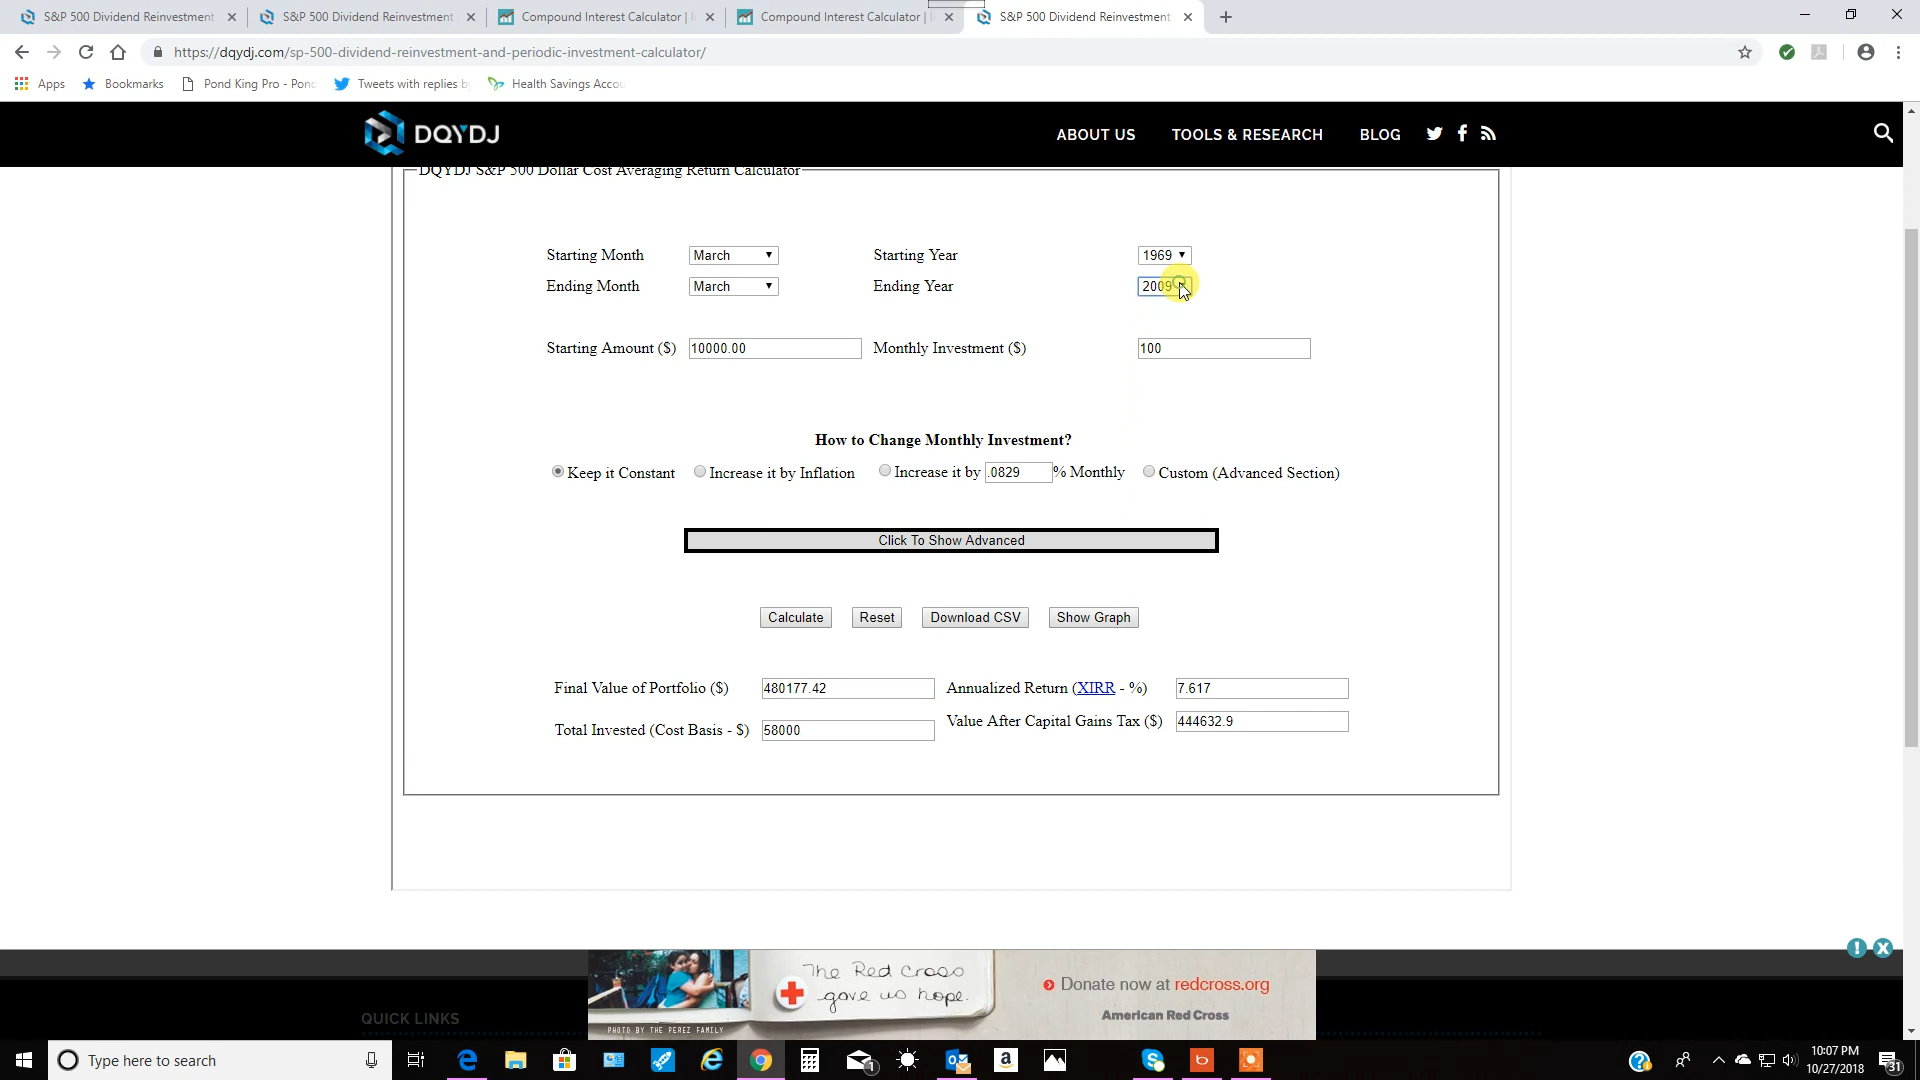 S&P 500 Dividend Reinvestment
S&P 500 Dividend Reinvestment
Compound Interest Calculator |
Compound Interest Calculator |
S&P 500 Dividend Reinvestment
https://dqydj.com/sp-500-dividend-reinvestment-and-periodic-investment-calculator/
Apps
Bookmarks
Pond King Pro - Pond
Tweets with replies b
Health Savings Accou
DQYDJ
ABOUT US
TOOLS & RESEARCH
BLOG
DQYDJ S&P 500 Dollar Cost Averaging Return Calculator
Starting Month March Starting Year 1969
Ending Month March Ending Year 2009
Starting Amount ($) 10000.00 Monthly Investment ($) 100
How to Change Monthly Investment?
Keep it Constant Increase it by Inflation Increase it by .0829 % Monthly Custom (Advanced Section)
Click To Show Advanced
Calculate Reset Download CSV Show Graph
Final Value of Portfolio ($) 480177.42 Annualized Return (XIRR - %) 7.617
Total Invested (Cost Basis - $) 58000 Value After Capital Gains Tax ($) 444632.9
The Red Cross
gave us hope.
PHOTO BY THE PEREZ FAMILY
Donate now at redcross.org
American Red Cross
QUICK LINKS
Type here to search
1
10:07 PM
10/27/2018
31